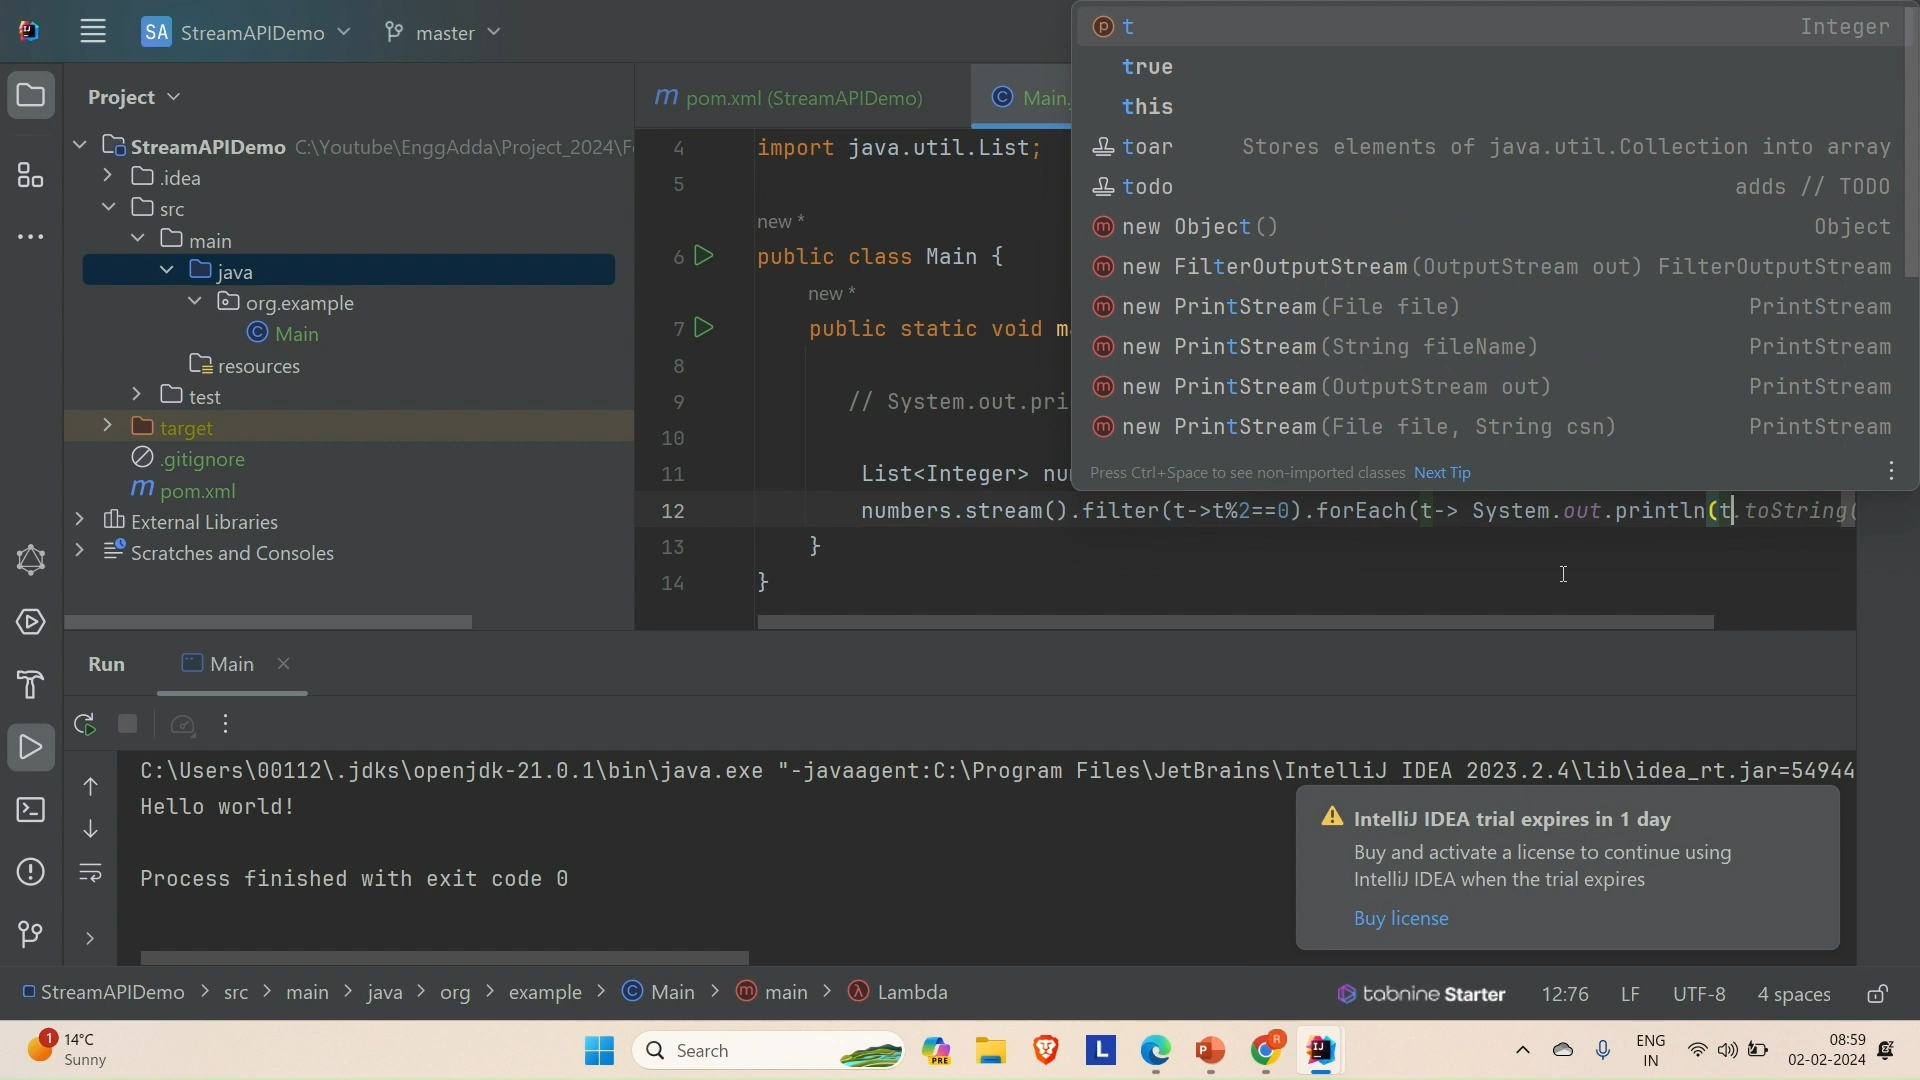 SA StreamAPIDemo
master
Project
StreamAPIDemo C:\Youtube\EnggAdda\Project_2024\F
.idea
src
main
java
org.example
Main
resources
test
target
.gitignore
pom.xml
External Libraries
Scratches and Consoles
pom.xml (StreamAPIDemo)
Main.
4 import java.util.List;
5
new *
6 public class Main {
new *
7 public static void m
8
9 // System.out.pri
10
11 List<Integer> nu
12 numbers.stream().filter(t->t%2==0).forEach(t-> System.out.println(t.toString(
13 }
14 }
t Integer
true
this
toar Stores elements of java.util.Collection into array
todo adds // TODO
new Object() Object
new FilterOutputStream(OutputStream out) FilterOutputStream
new PrintStream(File file) PrintStream
new PrintStream(String fileName) PrintStream
new PrintStream(OutputStream out) PrintStream
new PrintStream(File file, String csn) PrintStream
Press Ctrl+Space to see non-imported classes Next Tip
Run
Main
C:\Users\00112\.jdks\openjdk-21.0.1\bin\java.exe "-javaagent:C:\Program Files\JetBrains\IntelliJ IDEA 2023.2.4\lib\idea_rt.jar=54944
Hello world!
Process finished with exit code 0
IntelliJ IDEA trial expires in 1 day
Buy and activate a license to continue using
IntelliJ IDEA when the trial expires
Buy license
StreamAPIDemo > src > main > java > org > example > Main > main > Lambda
tabnine Starter
12:76
LF
UTF-8
4 spaces
1
14°C
Sunny
Search
PRE
L
P
R
IJ
ENG
IN
08:59
02-02-2024